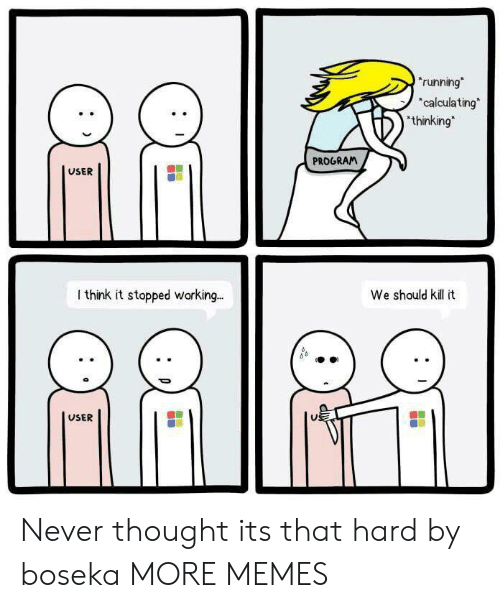 USER
*running*
*calculating*
*thinking*
PROGRAM
I think it stopped working...
USER
We should kill it
US
Never thought its that hard by
boseka MORE MEMES